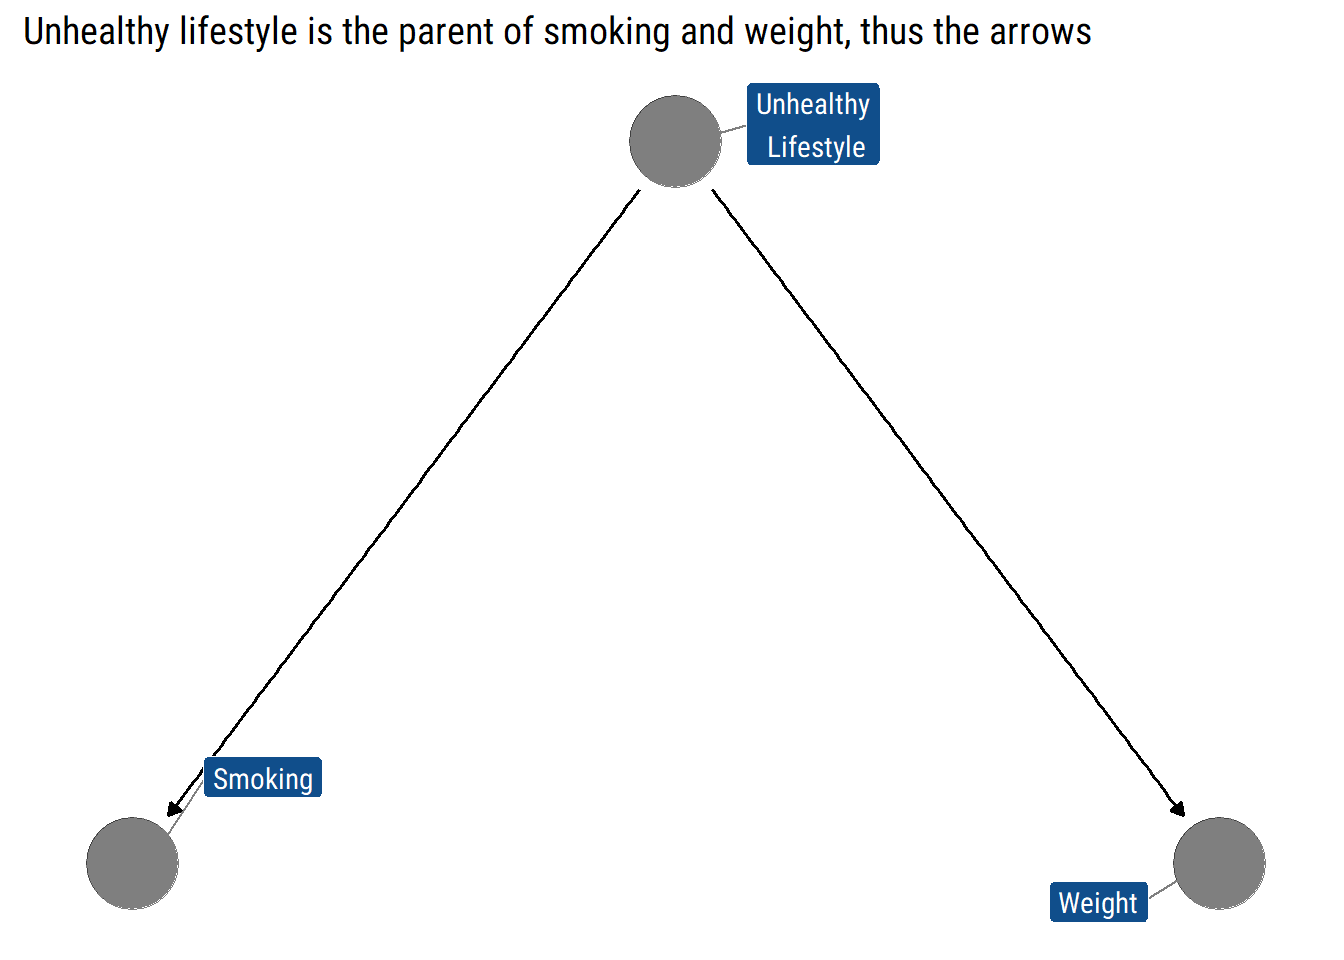 Unhealthy lifestyle is the parent of smoking and weight, thus the arrows
Unhealthy
Lifestyle
Smoking
Weight